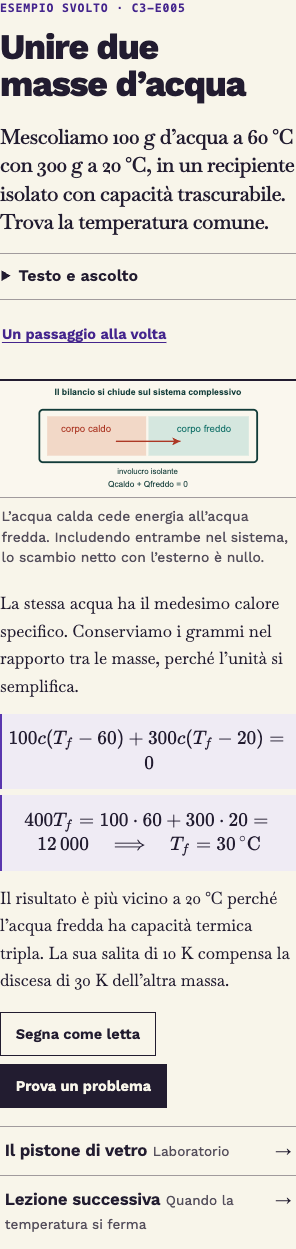 ESEMPIO SVOLTO · C3-E005
Unire due
masse d’acqua
Mescoliamo 100 g d’acqua a 60 °C
con 300 g a 20 °C, in un recipiente
isolato con capacità trascurabile.
Trova la temperatura comune.
▶ Testo e ascolto
Un passaggio alla volta
Il bilancio si chiude sul sistema complessivo
corpo caldo corpo freddo
involucro isolante
Qcaldo + Qfreddo = 0
L’acqua calda cede energia all’acqua
fredda. Includendo entrambe nel sistema,
lo scambio netto con l’esterno è nullo.
La stessa acqua ha il medesimo calore
specifico. Conserviamo i grammi nel
rapporto tra le masse, perché l’unità si
semplifica.
100c(T_f − 60) + 300c(T_f − 20) =
0
400T_f = 100 · 60 + 300 · 20 =
12 000 ⟹ T_f = 30 °C
Il risultato è più vicino a 20 °C perché
l’acqua fredda ha capacità termica
tripla. La sua salita di 10 K compensa la
discesa di 30 K dell’altra massa.
Segna come letta
Prova un problema
Il pistone di vetro Laboratorio →
Lezione successiva Quando la →
temperatura si ferma